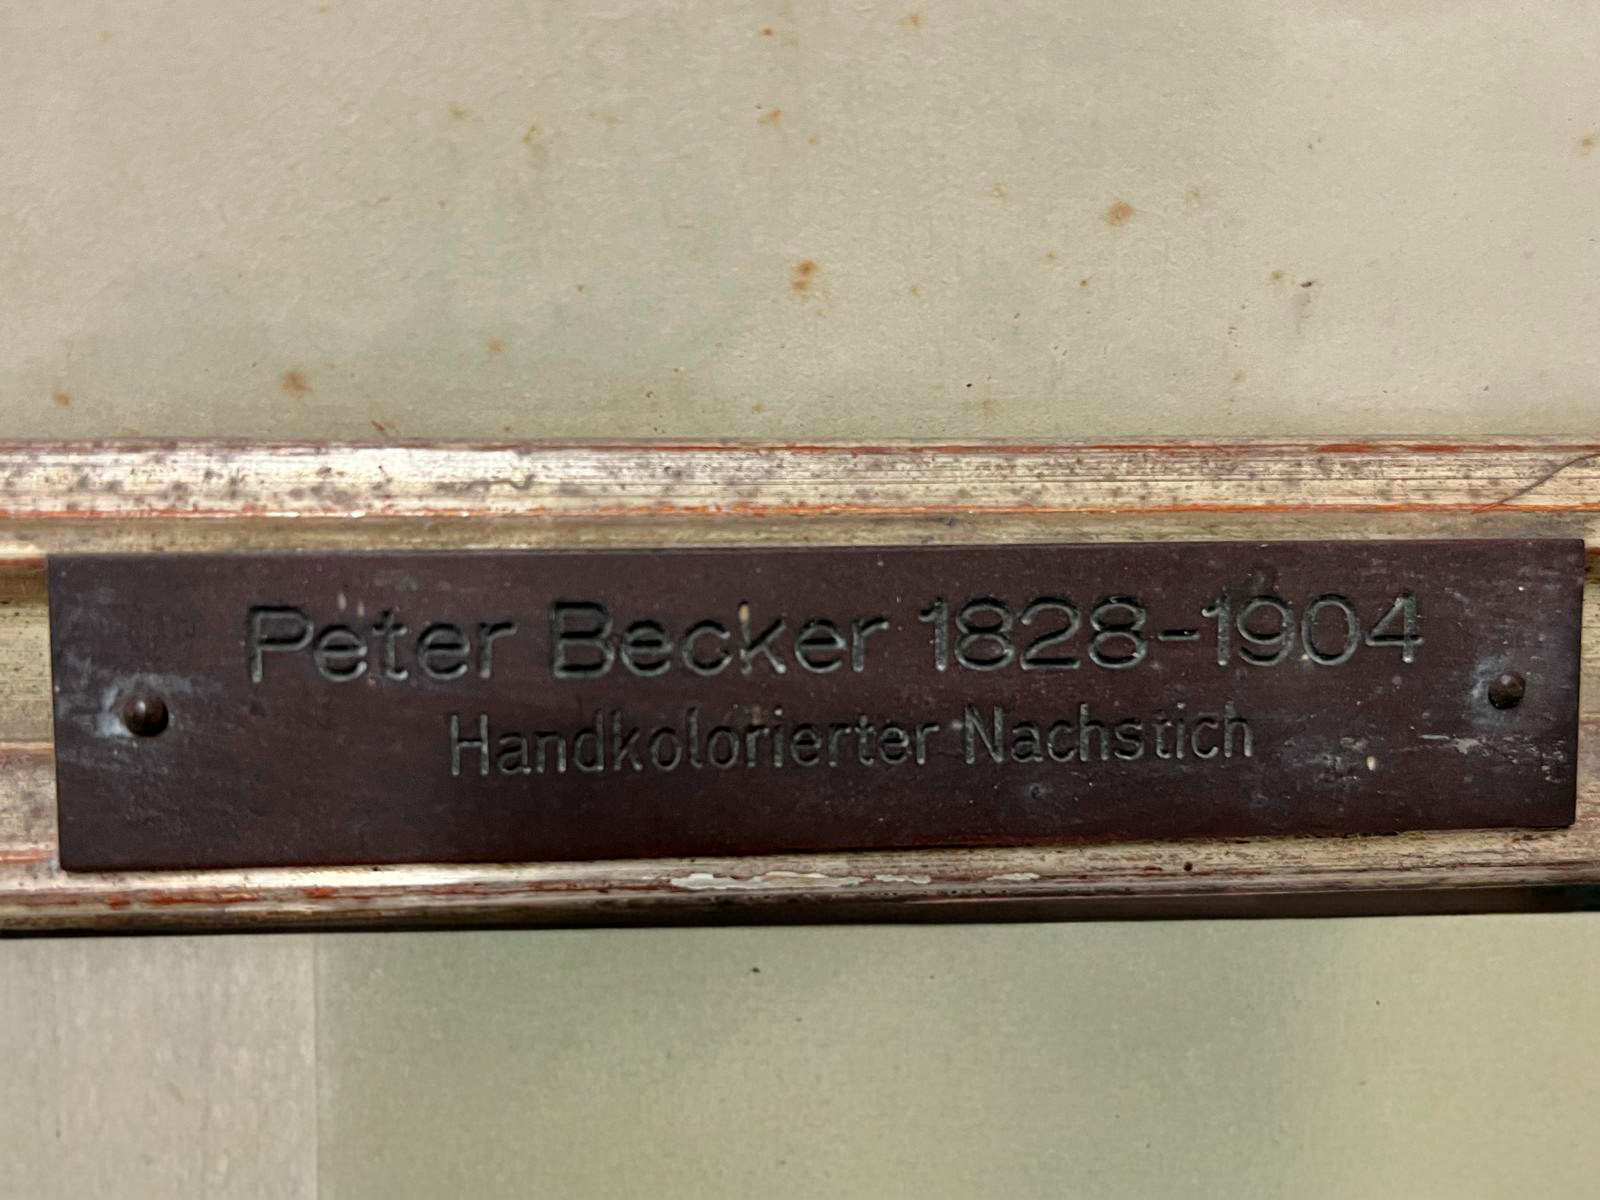 Peter Becker 1828-1904
Handkolorierter Nachstich